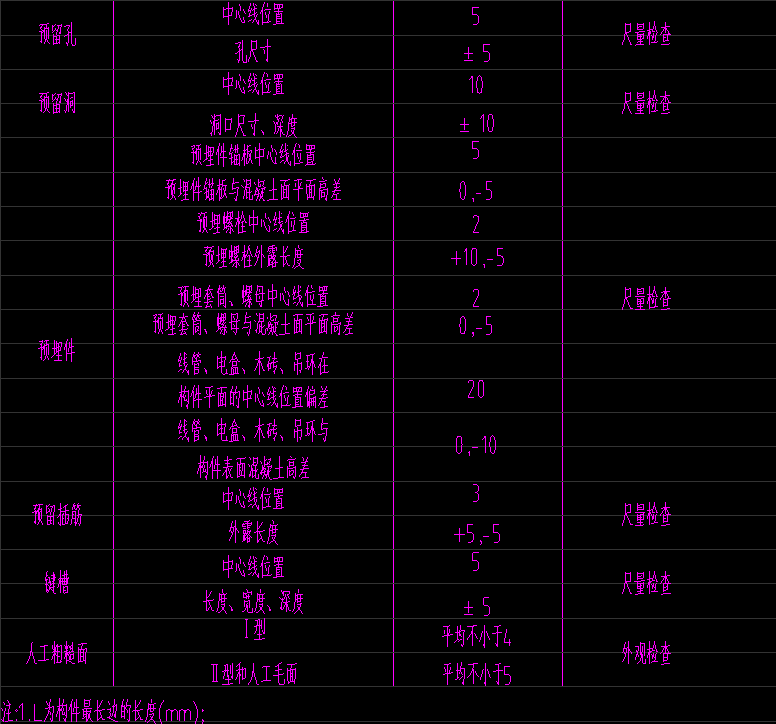 中心线位置 5
预留孔 尺量检查
孔尺寸 ±5
中心线位置 10
预留洞 尺量检查
洞口尺寸、深度 ±10
预埋件锚板中心线位置 5
预埋件锚板与混凝土面平面高差 0,-5
预埋螺栓中心线位置 2
预埋螺栓外露长度 +10,-5
预埋套筒、螺母中心线位置 2 尺量检查
预埋套筒、螺母与混凝土面平面高差 0,-5
预埋件
线管、电盒、木砖、吊环在
构件平面的中心线位置偏差 20
线管、电盒、木砖、吊环与
0,-10
构件表面混凝土高差
中心线位置 3
预留插筋 尺量检查
外露长度 +5,-5
中心线位置 5
键槽 尺量检查
长度、宽度、深度 ±5
Ⅰ型 平均不小于4
人工粗糙面 外观检查
Ⅱ型和人工毛面 平均不小于5
注:1.L为构件最长边的长度(mm);